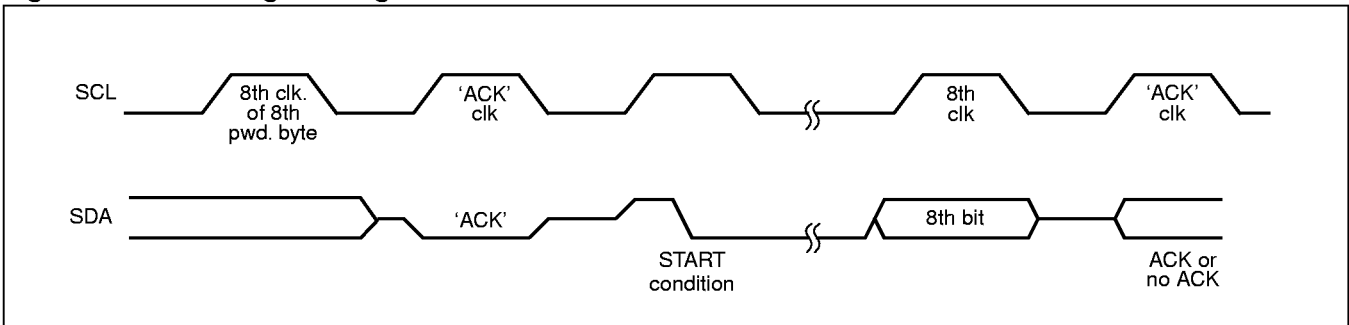 SCL
8th clk.
of 8th
pwd. byte
'ACK'
clk
8th
clk
'ACK'
clk
SDA
'ACK'
8th bit
START
condition
ACK or
no ACK